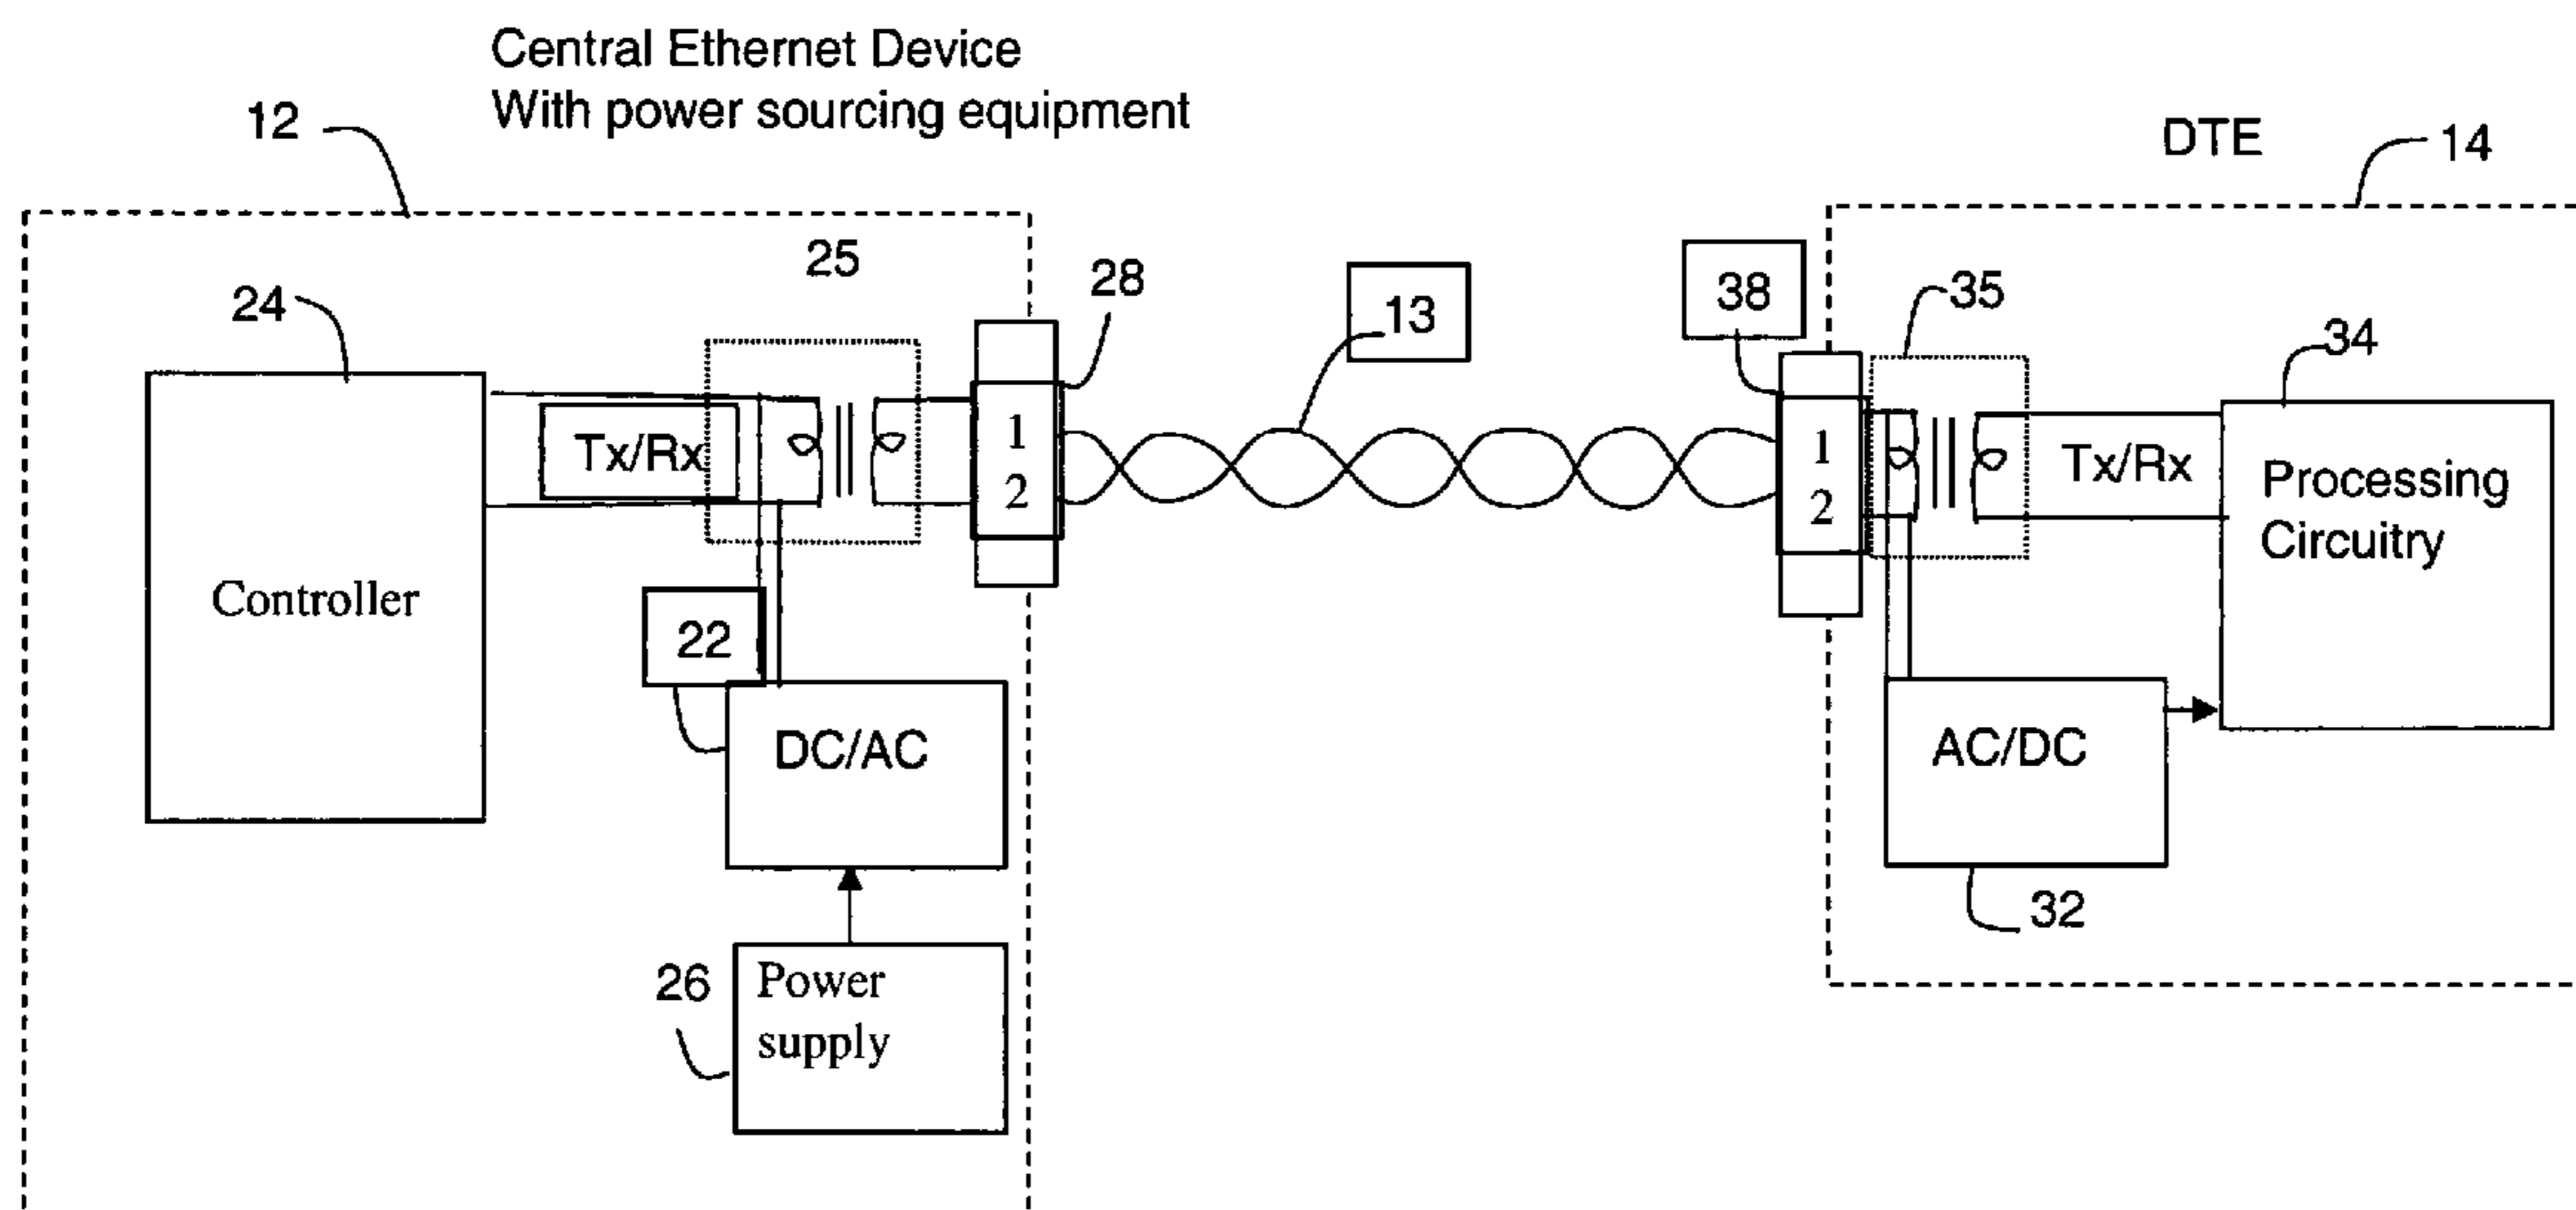 Central Ethernet Device
With power sourcing equipment
12
DTE
14
25
28
13
38
35
24
34
Tx/Rx
1
2
1
2
Tx/Rx
Processing
Circuitry
Controller
22
DC/AC
AC/DC
32
26
Power
supply